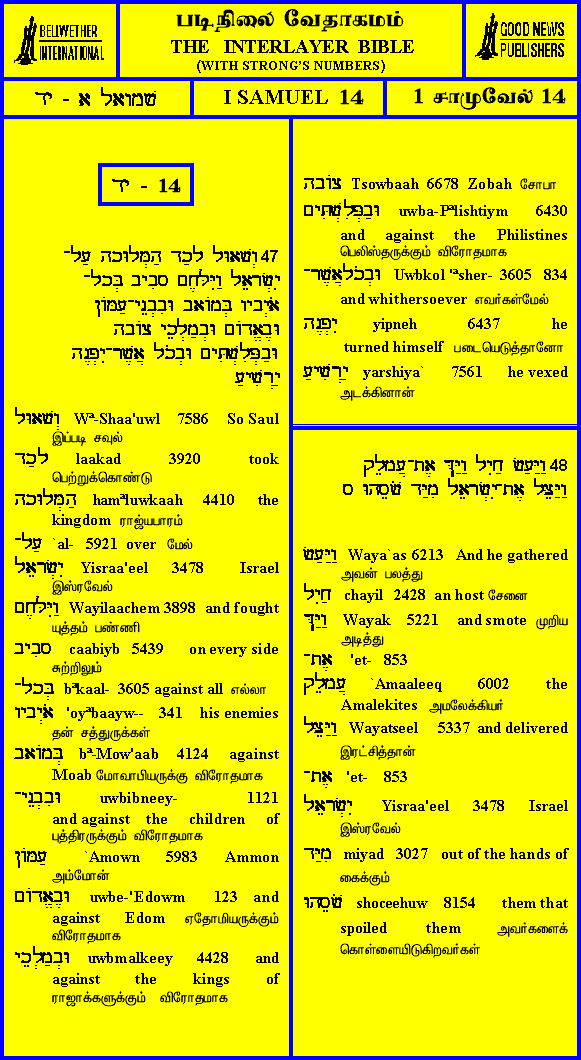 BELLWETHER
INTERNATIONAL
படிநிலை வேதாகமம்
THE INTERLAYER BIBLE
(WITH STRONG'S NUMBERS)
GOOD NEWS
PUBLISHERS
שמואל א - יד
I SAMUEL 14
1 சாமுவேல் 14
יד - 14
47 וְשָׁאוּל לָכַד הַמְּלוּכָה עַל־
יִשְׂרָאֵל וַיִּלָּחֶם סָבִיב בְּכָל־
אֹיְבָיו בְּמוֹאָב וּבִבְנֵי־עַמּוֹן
וּבֶאֱדוֹם וּבְמַלְכֵי צוֹבָה
וּבַפְּלִשְׁתִּים וּבְכֹל אֲשֶׁר־יִפְנֶה
יַרְשִׁיעַ
וְשָׁאוּל Wª-Shaa'uwl 7586 So Saul
இப்படி சவுல்
לָכַד laakad 3920 took
பெற்றுக்கொண்டு
הַמְּלוּכָה hamªluwkaah 4410 the
kingdom ராஜ்யபாரம்
עַל־ `al- 5921 over மேல்
יִשְׂרָאֵל Yisraa'eel 3478 Israel
இஸ்ரவேல்
וַיִּלָּחֶם Wayilaachem 3898 and fought
யுத்தம் பண்ணி
סָבִיב caabiyb 5439 on every side
சுற்றிலும்
בְּכָל־ bªkaal- 3605 against all எல்லா
אֹיְבָיו 'oyªbaayw-- 341 his enemies
தன் சத்துருக்கள்
בְּמוֹאָב bª-Mow'aab 4124 against
Moab மோவாபியருக்கு விரோதமாக
וּבִבְנֵי־ uwbibneey- 1121
and against the children of
புத்திரருக்கும் விரோதமாக
עַמּוֹן `Amown 5983 Ammon
அம்மோன்
וּבֶאֱדוֹם uwbe-'Edowm 123 and
against Edom ஏதோமியருக்கும்
விரோதமாக
וּבְמַלְכֵי uwbmalkeey 4428 and
against the kings of
ராஜாக்களுக்கும் விரோதமாக
צוֹבָה Tsowbaah 6678 Zobah சோபா
וּבַפְּלִשְׁתִּים uwba-Pªlishtiym 6430
and against the Philistines
பெலிஸ்தருக்கும் விரோதமாக
וּבְכֹל אֲשֶׁר־ Uwbkol 'ªsher- 3605 834
and whithersoever எவர்கள்மேல்
יִפְנֶה yipneh 6437 he
turned himself படையெடுத்தானோ
יַרְשִׁיעַ yarshiya` 7561 he vexed
அடக்கினான்
48 וַיַּעַשׂ חַיִל וַיַּךְ אֶת־עֲמָלֵק
וַיַּצֵּל אֶת־יִשְׂרָאֵל מִיַּד שֹׁסֵהוּ ס
וַיַּעַשׂ Waya`as 6213 And he gathered
அவன் பலத்து
חַיִל chayil 2428 an host சேனை
וַיַּךְ Wayak 5221 and smote முறிய
அடித்து
אֶת־ 'et- 853
עֲמָלֵק `Amaaleeq 6002 the
Amalekites அமலேக்கியர்
וַיַּצֵּל Wayatseel 5337 and delivered
இரட்சித்தான்
אֶת־ 'et- 853
יִשְׂרָאֵל Yisraa'eel 3478 Israel
இஸ்ரவேல்
מִיַּד miyad 3027 out of the hands of
கைக்கும்
שֹׁסֵהוּ shoceehuw 8154 them that
spoiled them அவர்களைக்
கொள்ளையிடுகிறவர்கள்